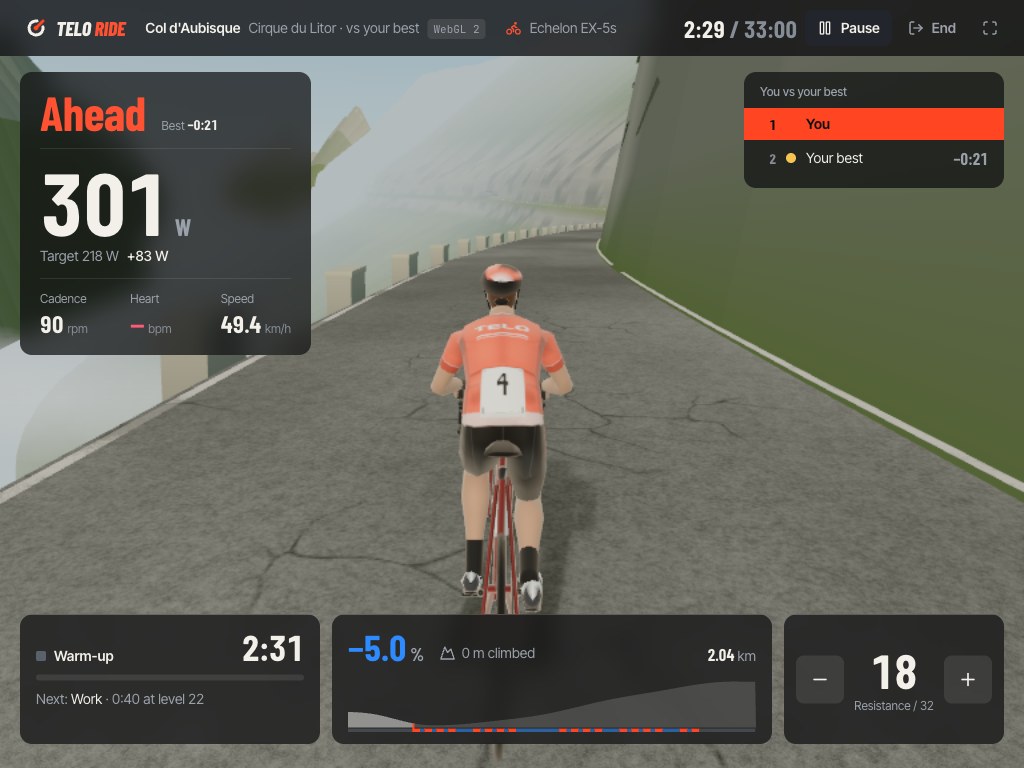 TELO RIDE Col d'Aubisque Cirque du Litor · vs your best WebGL 2 Echelon EX-5s 2:29 / 33:00 Pause End
Ahead Best −0:21
301 W
Target 218 W +83 W
Cadence Heart Speed
90 rpm — bpm 49.4 km/h
You vs your best
1 You
2 Your best −0:21
TELO
4
Warm-up 2:31
Next: Work · 0:40 at level 22
−5.0 % 0 m climbed 2.04 km
− 18 +
Resistance / 32